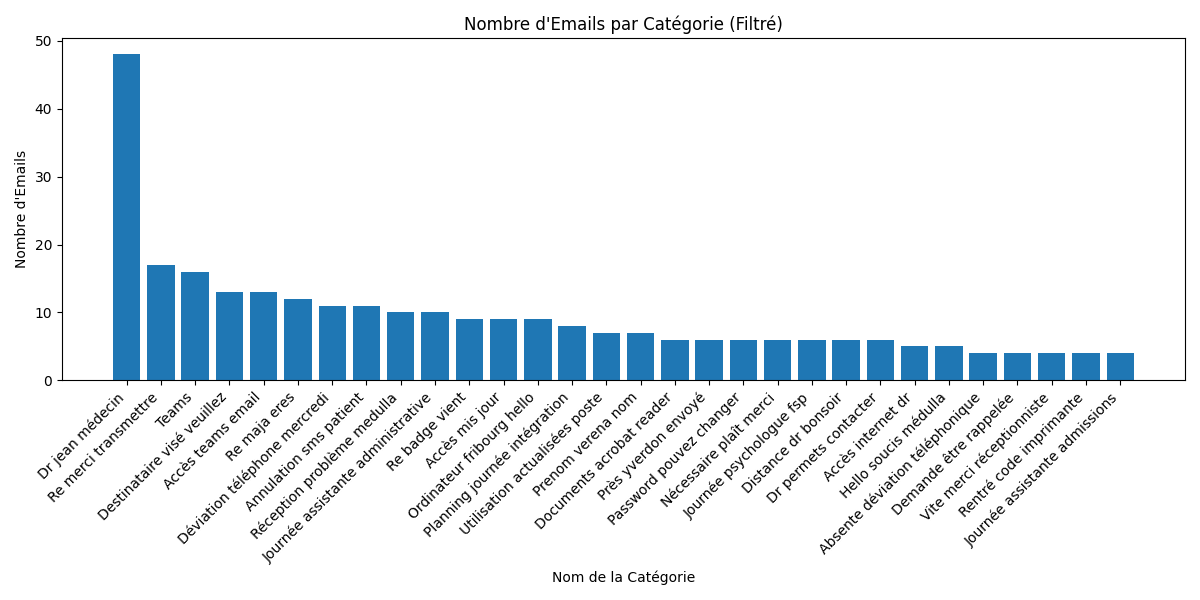 Nombre d'Emails par Catégorie (Filtré)
Nombre d'Emails
50
40
30
20
10
0
Dr jean médecin
Re merci transmettre
Teams
Destinataire visé veuillez
Accès teams email
Re maja eres
Déviation téléphone mercredi
Annulation sms patient
Réception problème medulla
Journée assistante administrative
Re badge vient
Accès mis jour
Ordinateur fribourg hello
Planning journée intégration
Utilisation actualisées poste
Prenom verena nom
Documents acrobat reader
Près yverdon envoyé
Password pouvez changer
Nécessaire plaît merci
Journée psychologue fsp
Distance dr bonsoir
Dr permets contacter
Accès internet dr
Hello soucis médulla
Absente déviation téléphonique
Demande être rappelée
Vite merci réceptionniste
Rentré code imprimante
Journée assistante admissions
Nom de la Catégorie